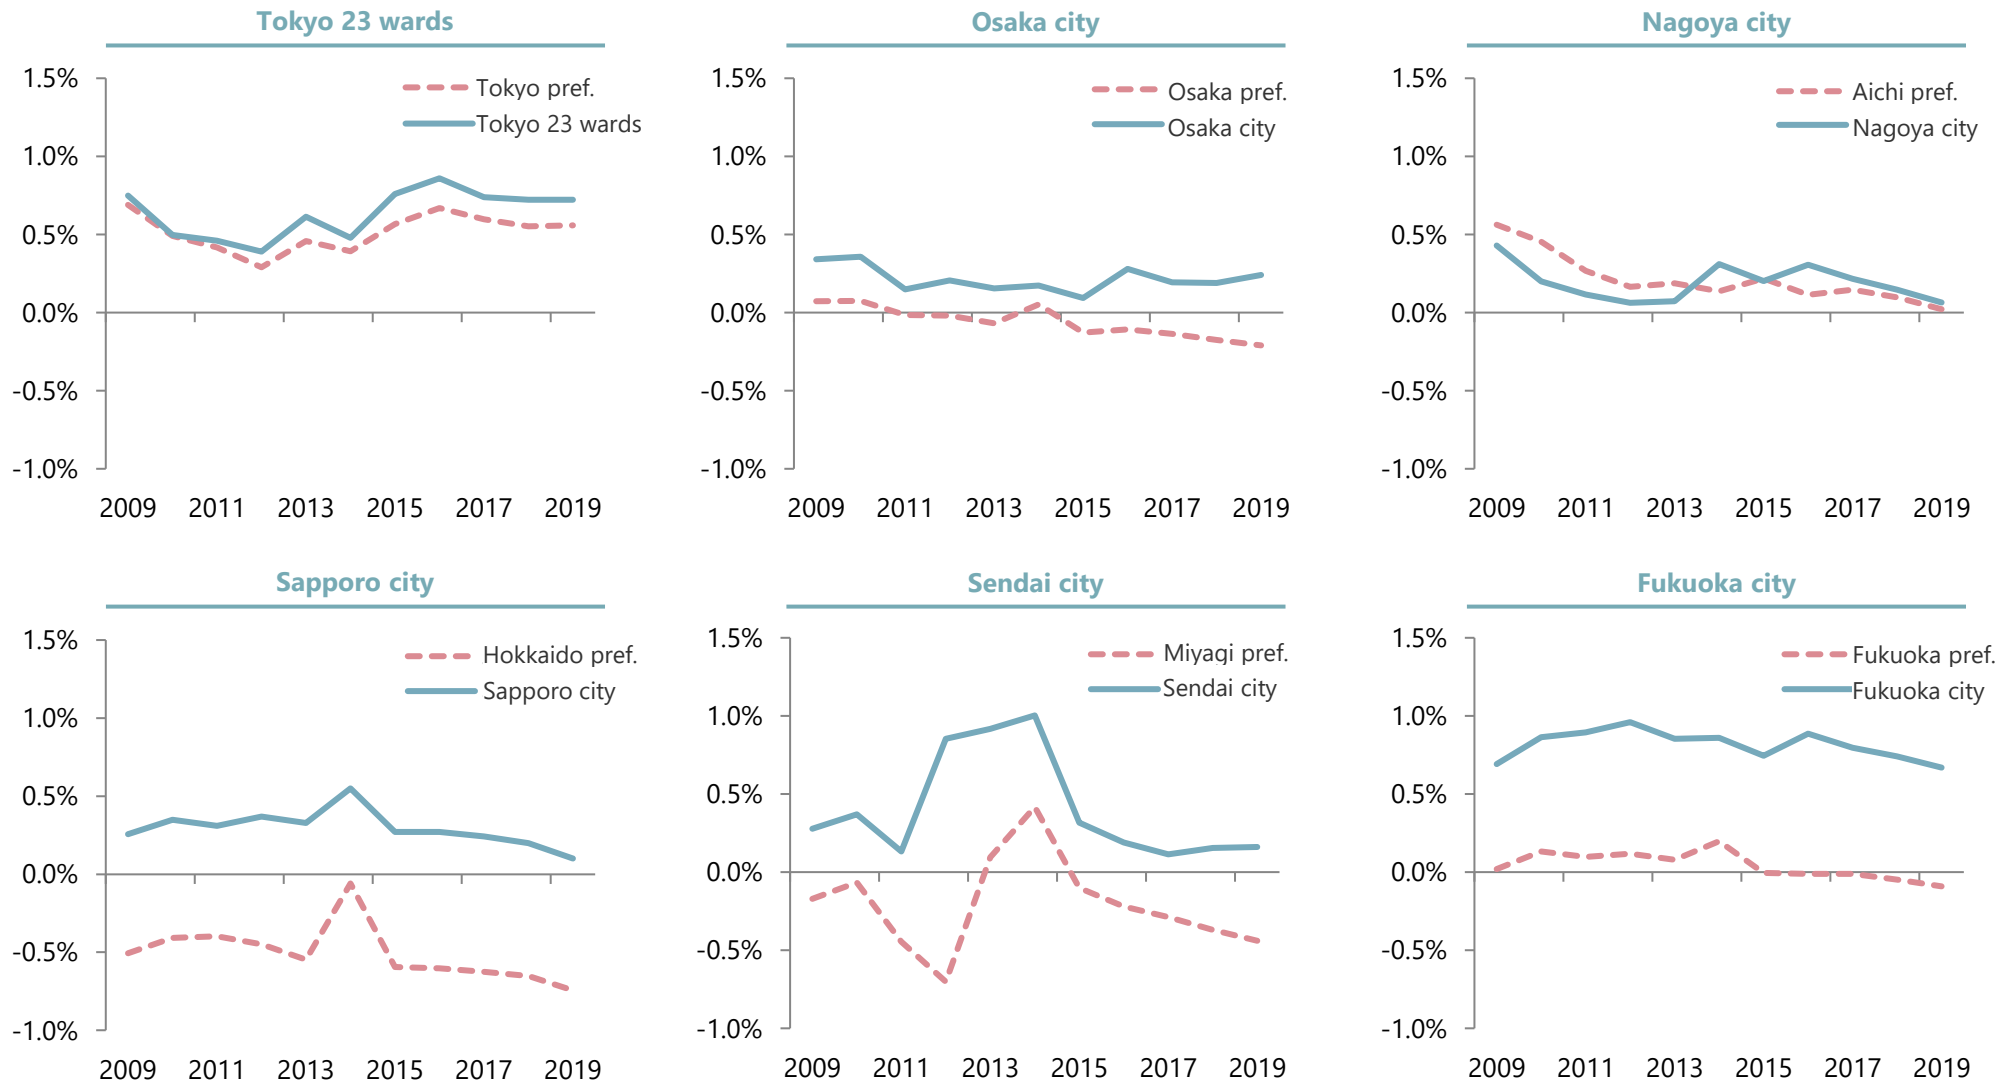 Tokyo 23 wards
1.5%
1.0%
0.5%
0.0%
-0.5%
-1.0%
Tokyo pref.
Tokyo 23 wards
2009 2011 2013 2015 2017 2019
Osaka city
1.5%
1.0%
0.5%
0.0%
-0.5%
-1.0%
Osaka pref.
Osaka city
2009 2011 2013 2015 2017 2019
Nagoya city
1.5%
1.0%
0.5%
0.0%
-0.5%
-1.0%
Aichi pref.
Nagoya city
2009 2011 2013 2015 2017 2019
Sapporo city
1.5%
1.0%
0.5%
0.0%
-0.5%
-1.0%
Hokkaido pref.
Sapporo city
2009 2011 2013 2015 2017 2019
Sendai city
1.5%
1.0%
0.5%
0.0%
-0.5%
-1.0%
Miyagi pref.
Sendai city
2009 2011 2013 2015 2017 2019
Fukuoka city
1.5%
1.0%
0.5%
0.0%
-0.5%
-1.0%
Fukuoka pref.
Fukuoka city
2009 2011 2013 2015 2017 2019